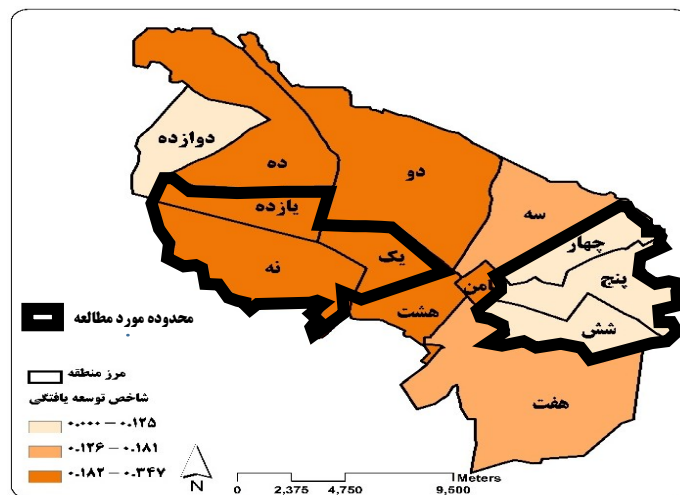 دوازده
ده
دو
سه
یازده
چهار
یک
نه
پنج
ثامن
هشت
شش
هفت
محدوده مورد مطالعه
مرز منطقه
شاخص توسعه یافتگی
۰.۰۰۰ – ۰.۱۲۵
۰.۱۲۶ – ۰.۱۸۱
۰.۱۸۲ – ۰.۳۴۷
N
Meters
0 2,375 4,750 9,500